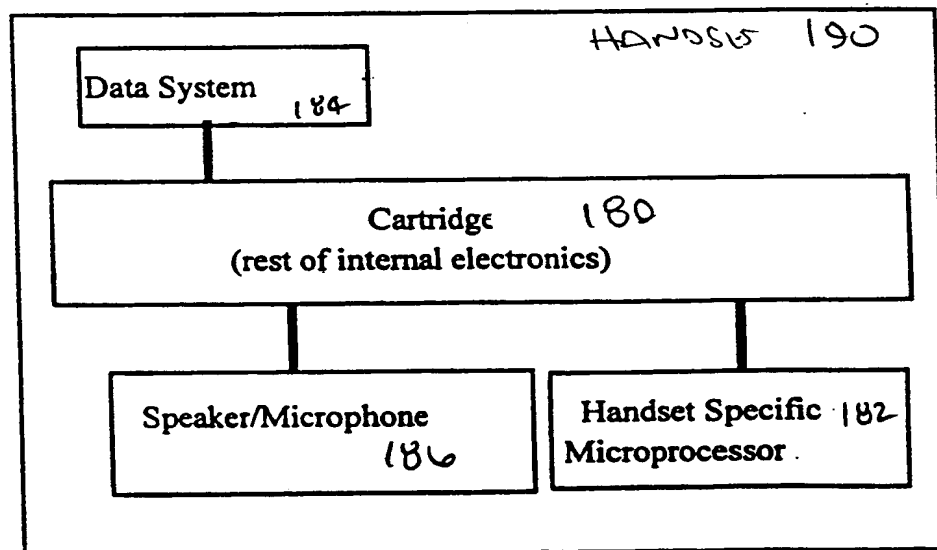 HANDSET 190
Data System
184
Cartridge 180
(rest of internal electronics)
Speaker/Microphone
186
Handset Specific 182
Microprocessor